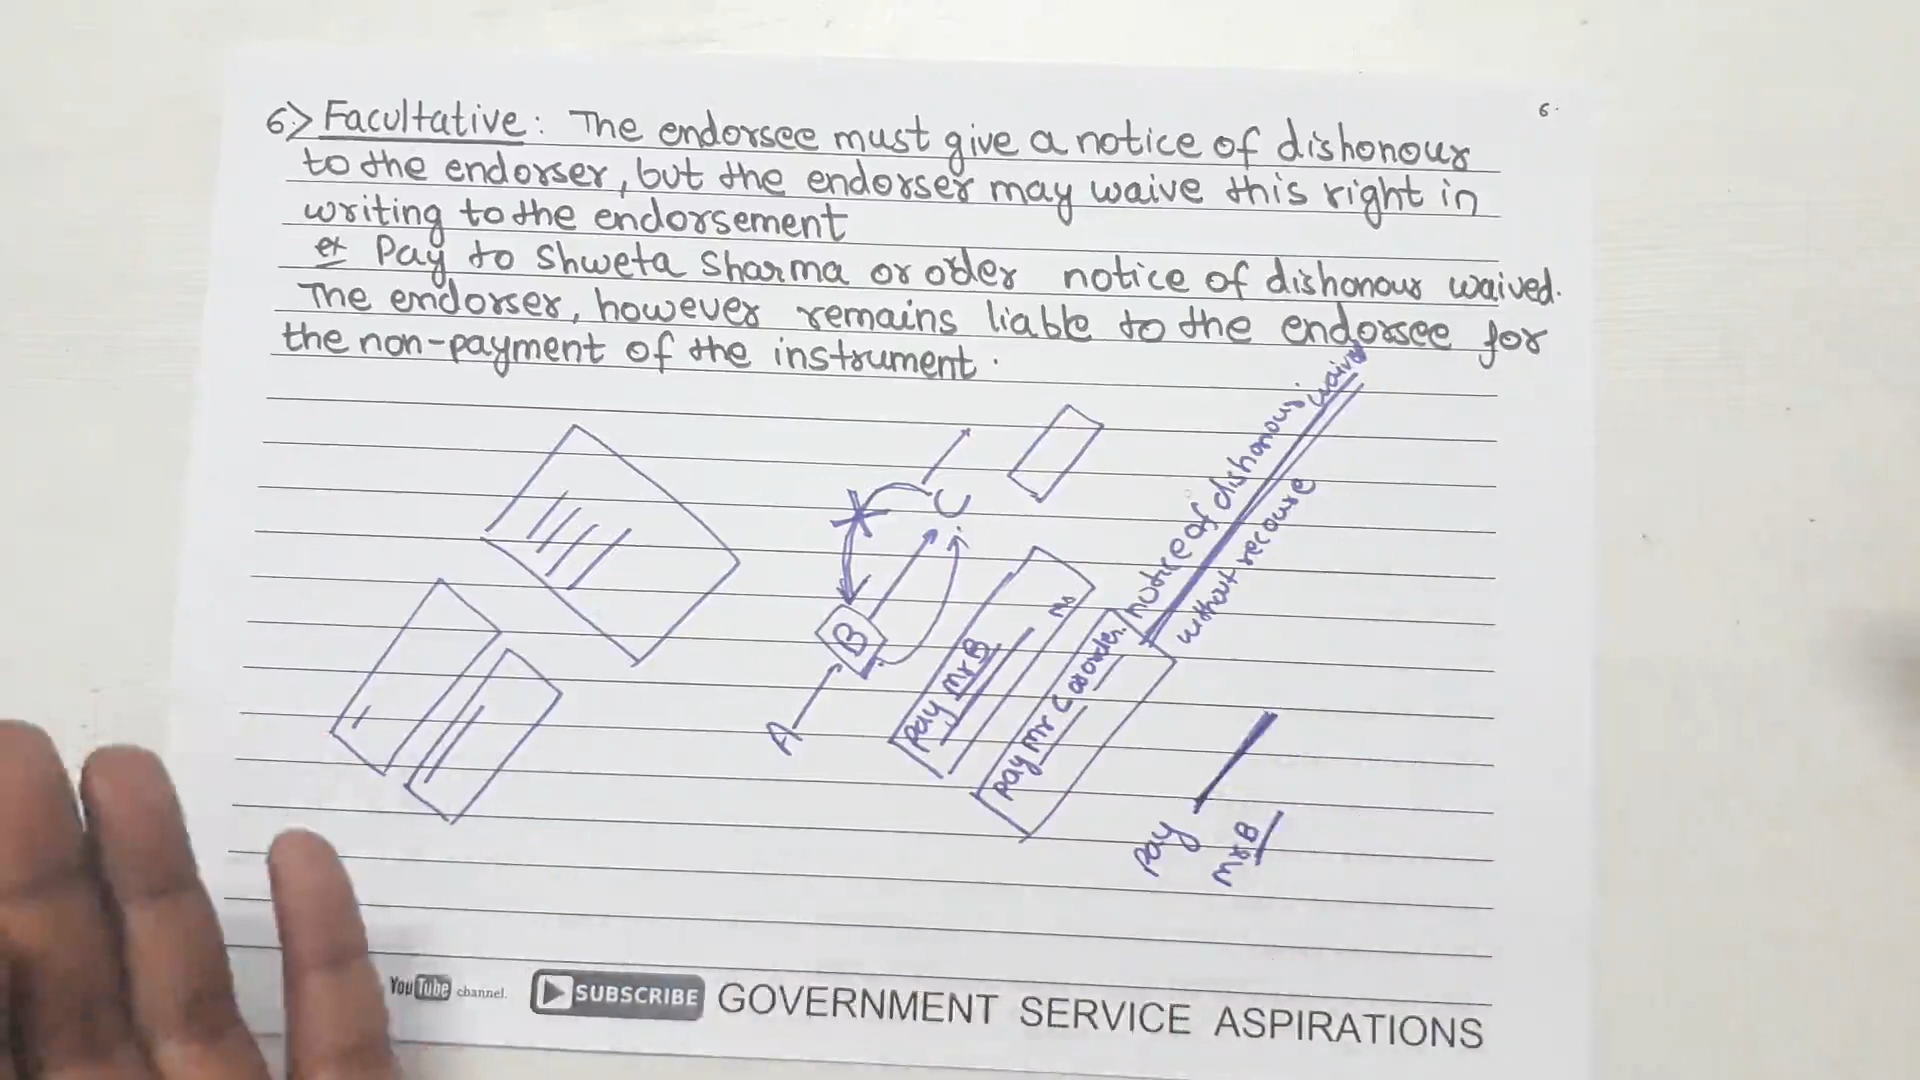 6.
6> Facultative: The endorsee must give a notice of dishonour
to the endorser, but the endorser may waive this right in
writing to the endorsement
ex Pay to Shweta Sharma or order notice of dishonour waived.
The endorser, however remains liable to the endorsee for
the non-payment of the instrument.
C
B
A
pay Mr B
pay Mr C or order.
notice of dishonour waived
without recourse
Pay
Mr B
YouTube channel. SUBSCRIBE GOVERNMENT SERVICE ASPIRATIONS